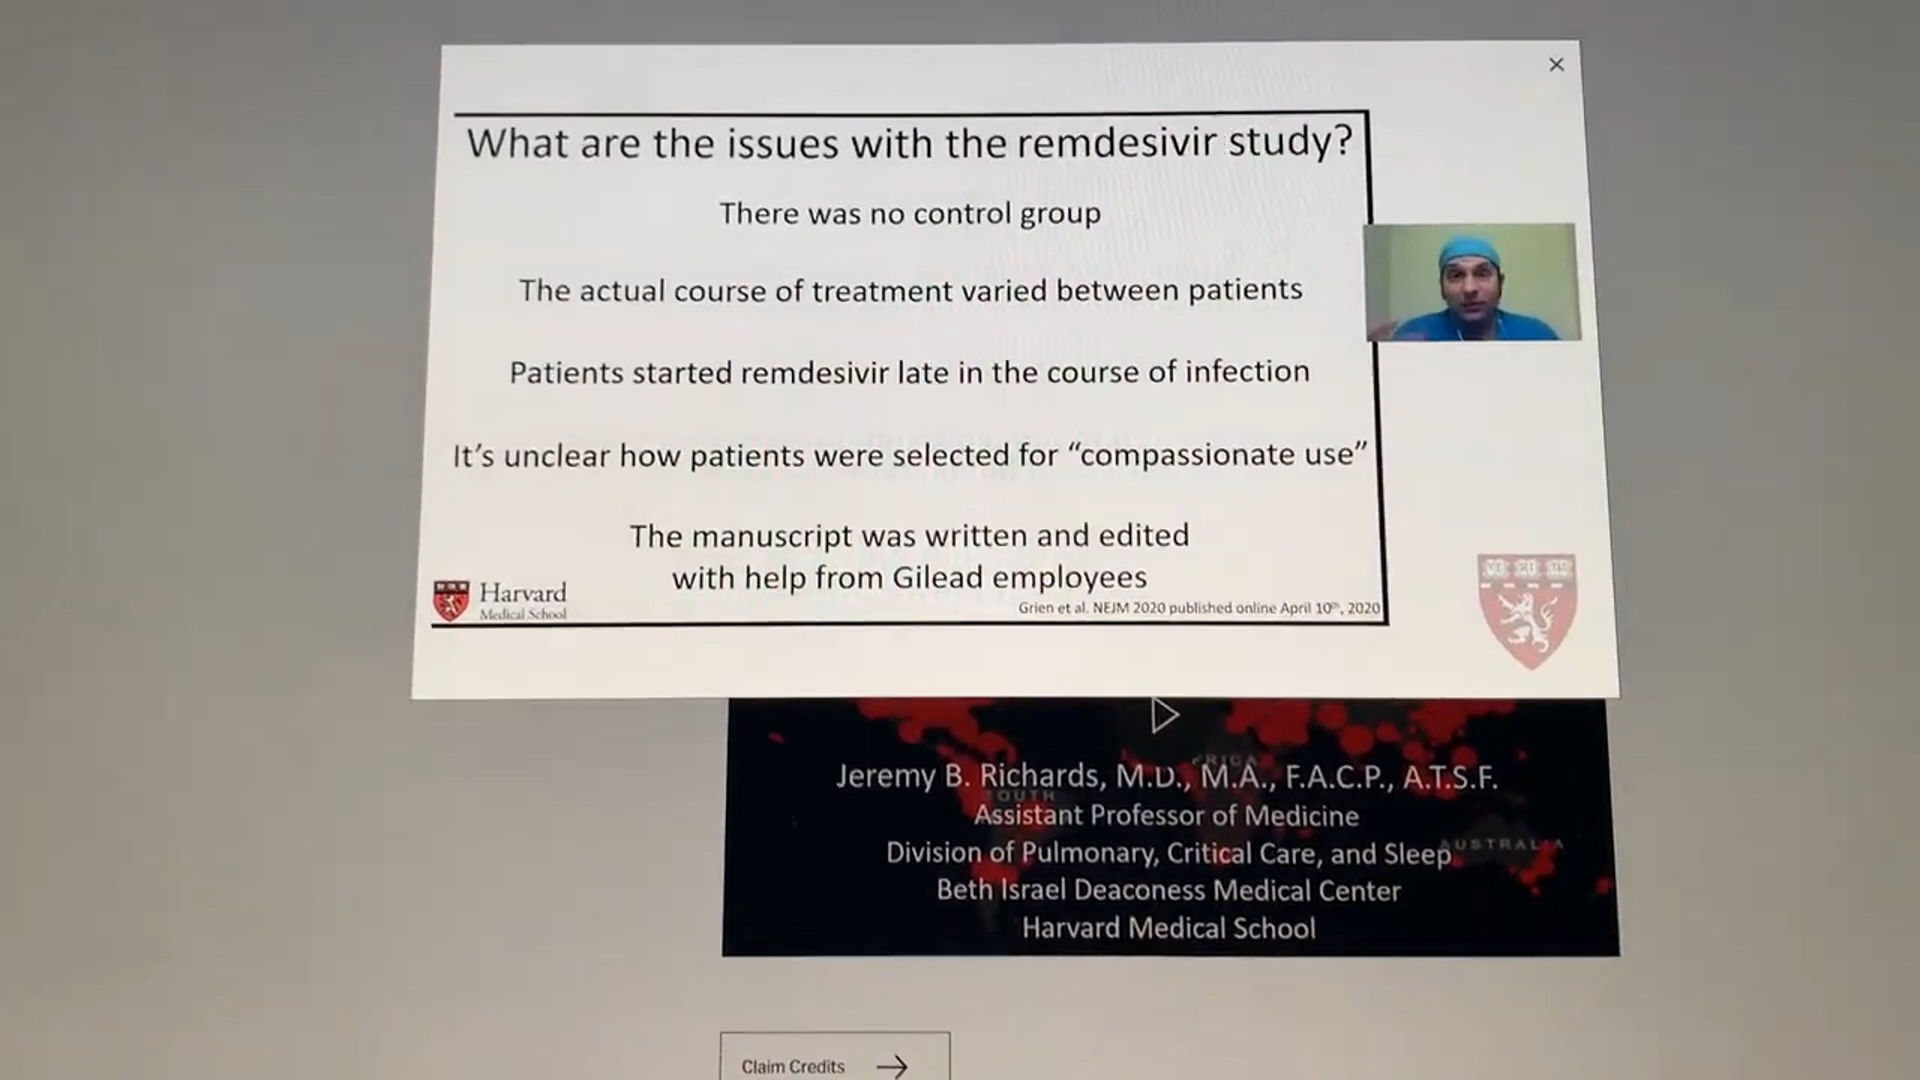 What are the issues with the remdesivir study?
There was no control group
The actual course of treatment varied between patients
Patients started remdesivir late in the course of infection
It's unclear how patients were selected for “compassionate use”
The manuscript was written and edited
with help from Gilead employees
Harvard
Medical School
Grien et al. NEJM 2020 published online April 10th, 2020
RICA
OUTH
AUSTRALIA
Jeremy B. Richards, M.D., M.A., F.A.C.P., A.T.S.F.
Assistant Professor of Medicine
Division of Pulmonary, Critical Care, and Sleep
Beth Israel Deaconess Medical Center
Harvard Medical School
Claim Credits